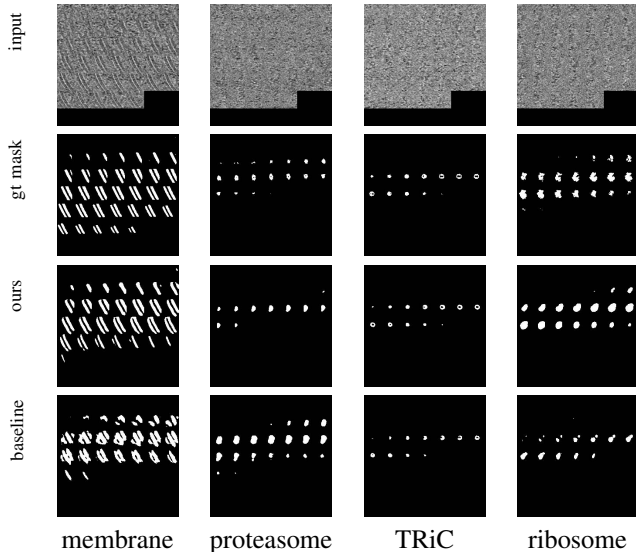 input
gt mask
ours
baseline
membrane proteasome TRiC ribosome